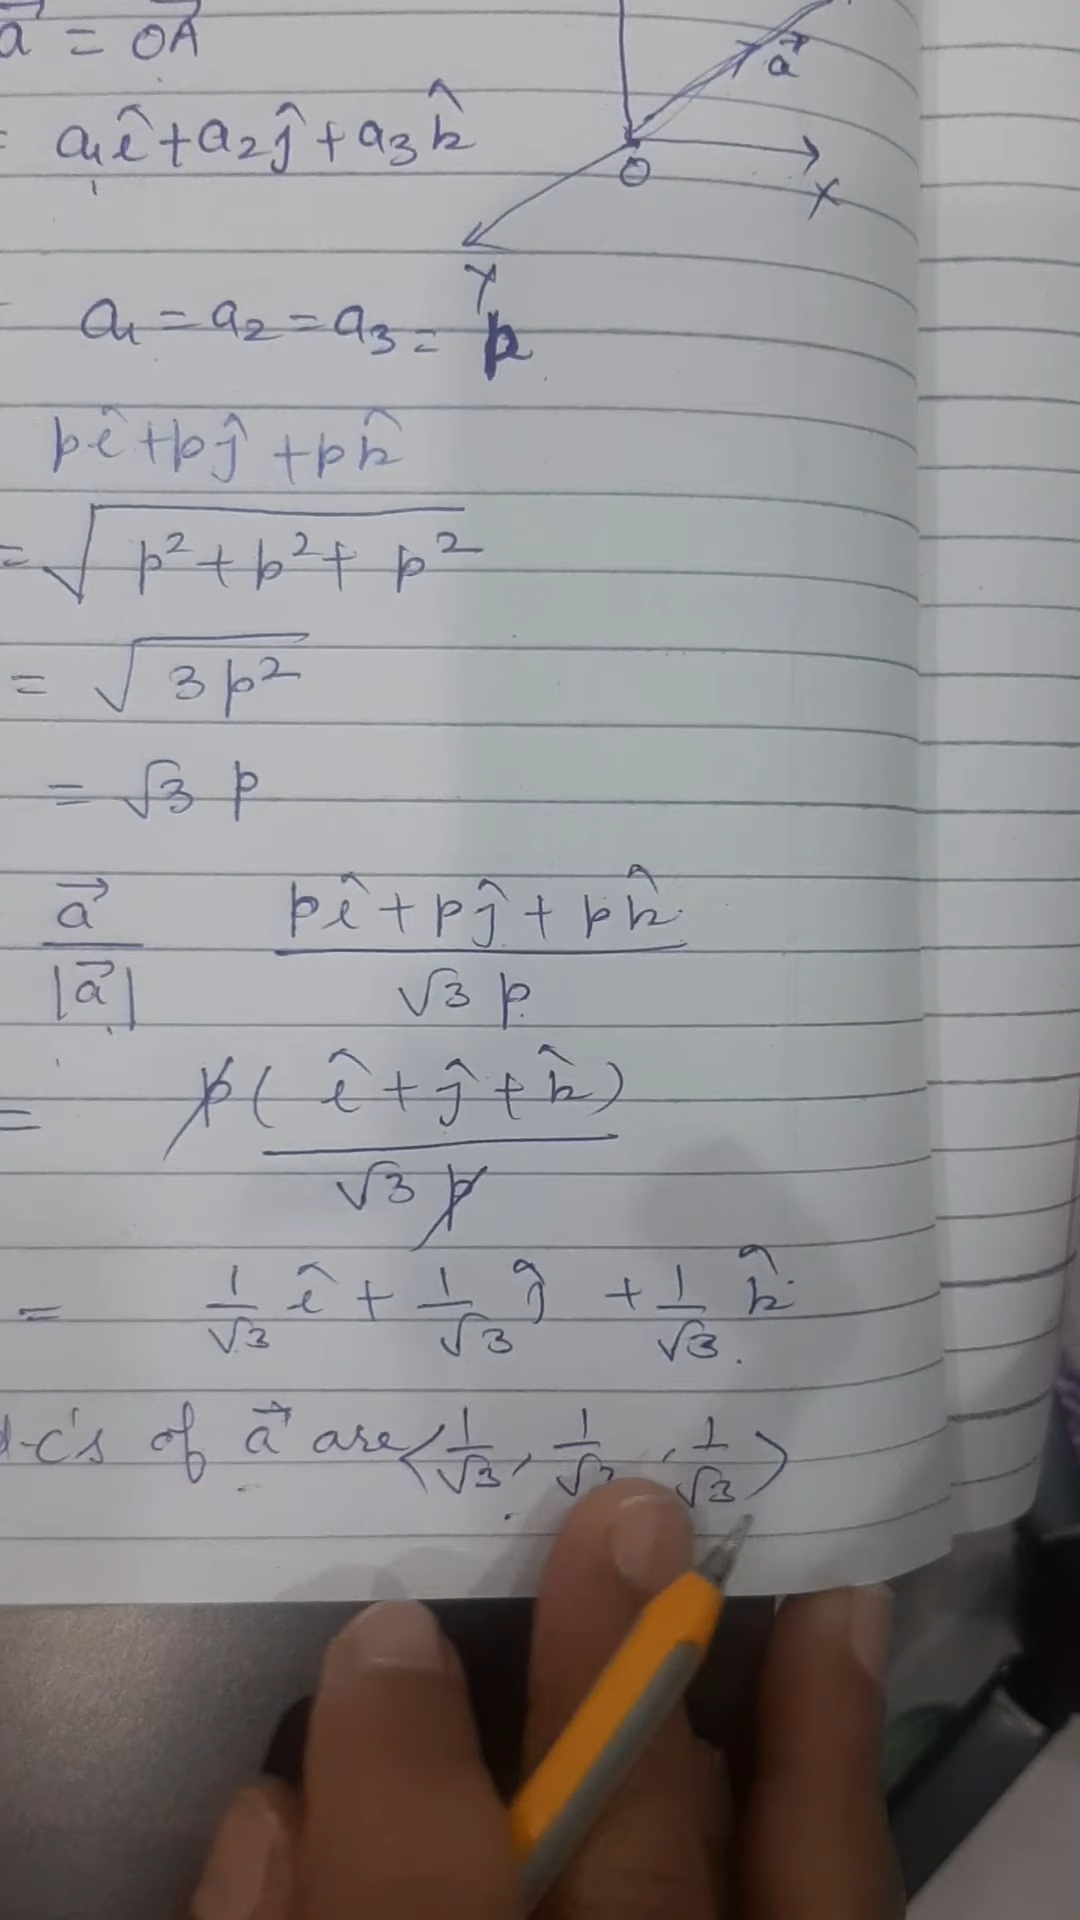 a⃗ = OA⃗
a⃗
= a₁î + a₂ĵ + a₃k̂
O
X
Y
a₁ = a₂ = a₃ = p
pî + pĵ + pk̂
= √(p² + p² + p²)
= √(3p²)
= √3 p
a⃗/|a⃗| (pî + pĵ + pk̂)/(√3 p)
= p(î + ĵ + k̂)/(√3 p)
= 1/√3 î + 1/√3 ĵ + 1/√3 k̂
d-c's of a⃗ are <1/√3, 1/√3, 1/√3>